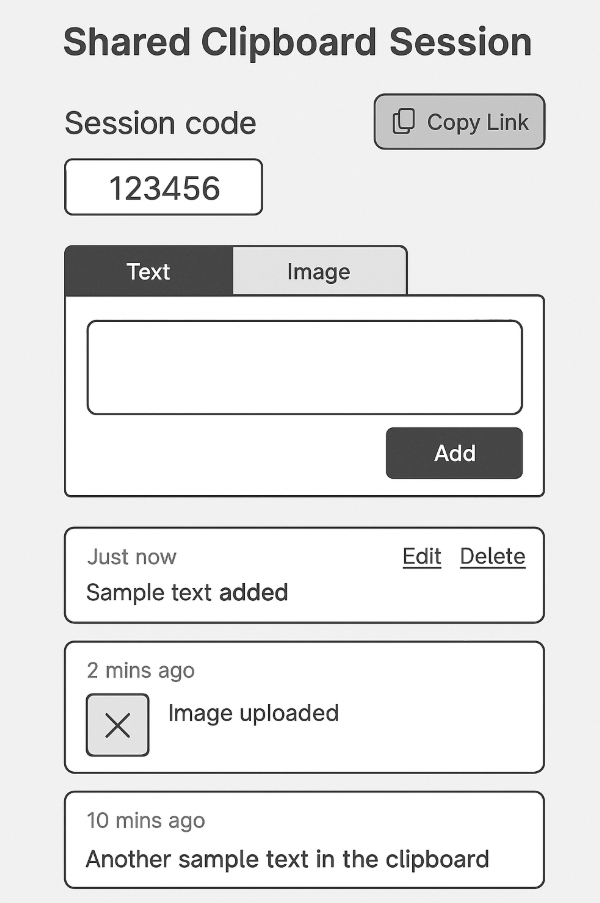 Shared Clipboard Session
Session code
Copy Link
123456
Text Image
Add
Just now Edit Delete
Sample text added
2 mins ago
Image uploaded
10 mins ago
Another sample text in the clipboard